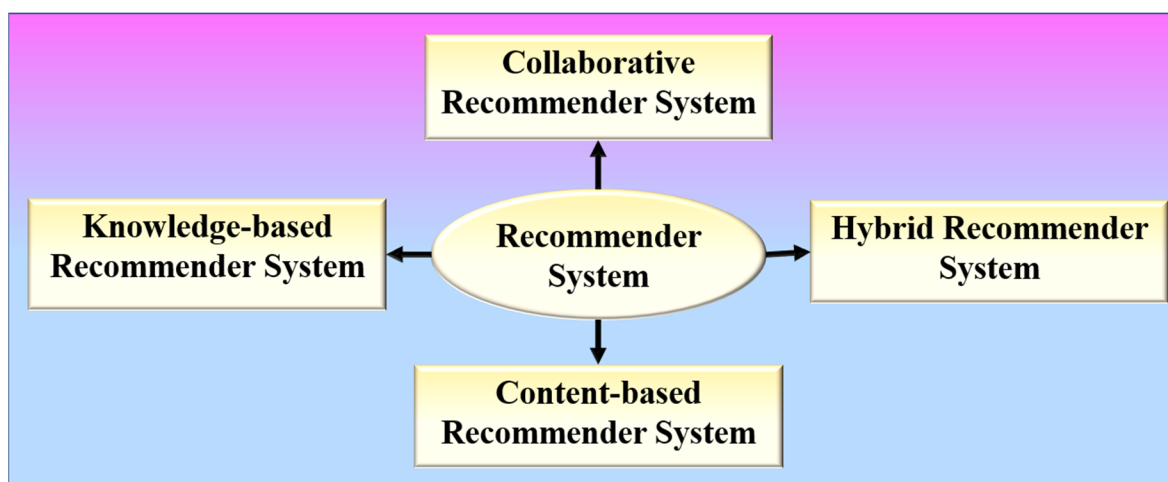 Collaborative
Recommender System
Knowledge-based
Recommender System
Recommender
System
Hybrid Recommender
System
Content-based
Recommender System